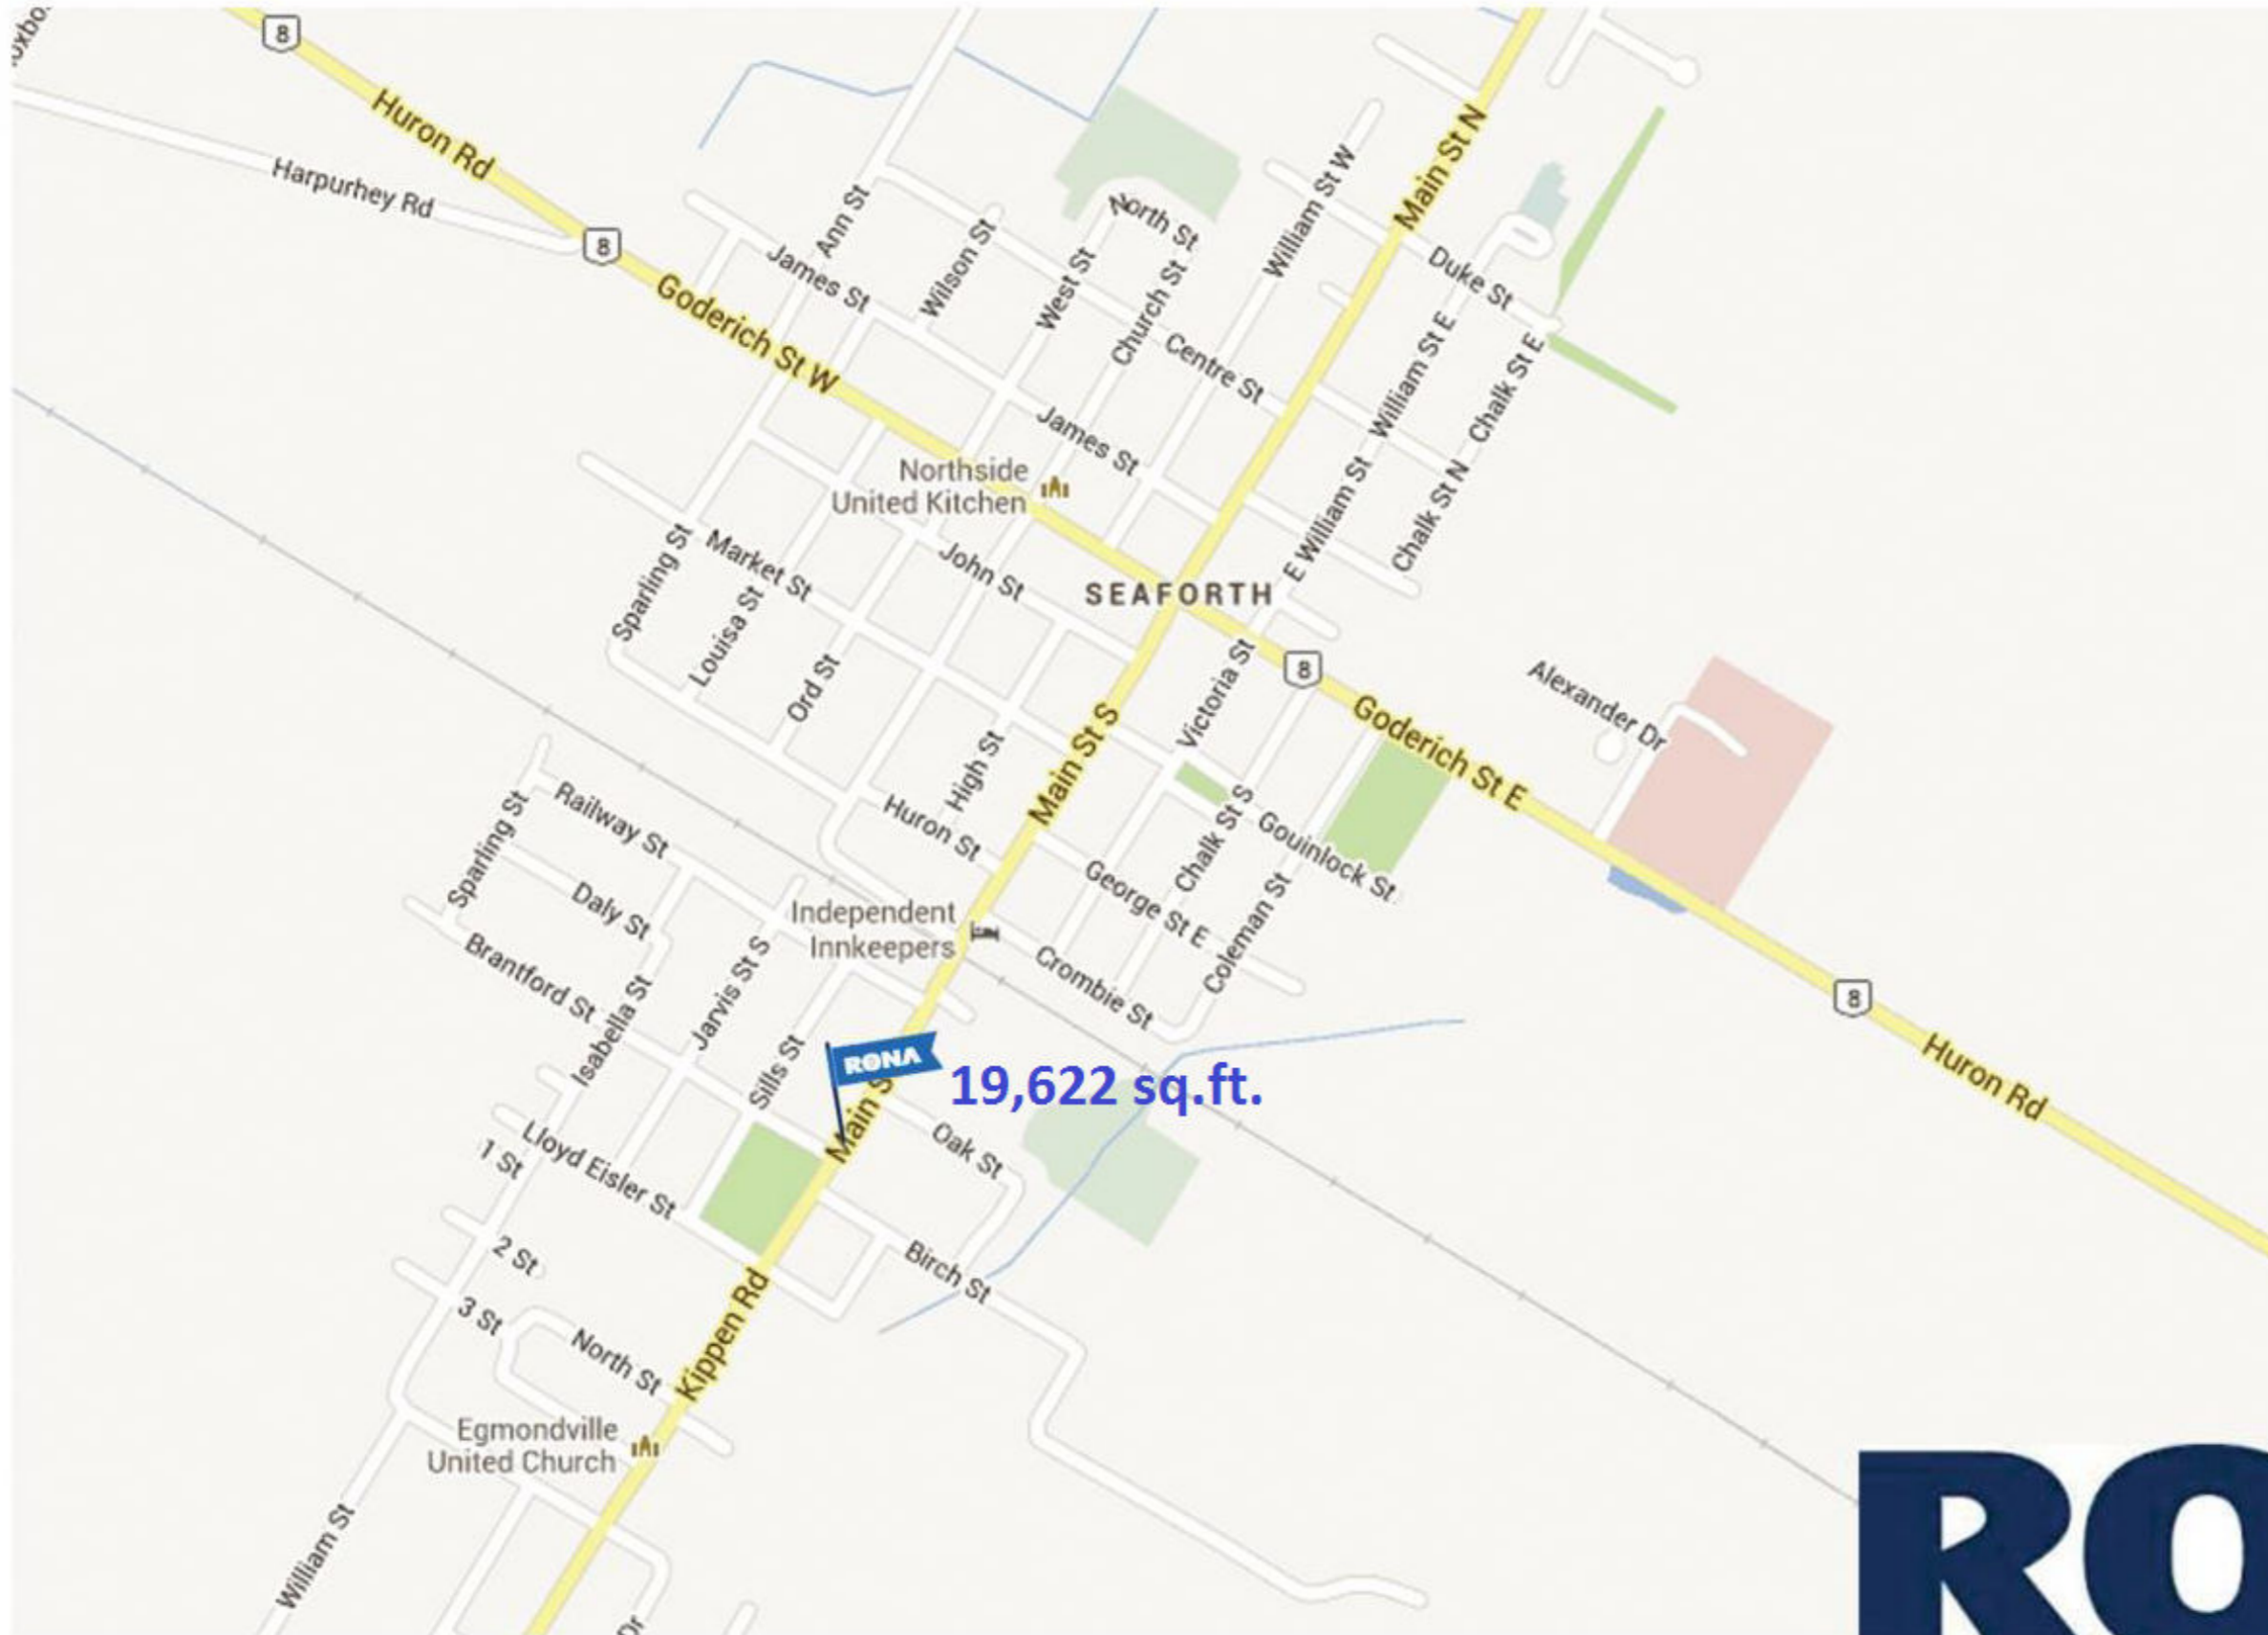 8
Huron Rd
Harpurhey Rd
8
Goderich St W
Ann St
James St
Wilson St
West St
North St
Church St
Centre St
William St W
Main St N
Duke St
William St E
Chalk St E
E William St
Chalk St N
James St
Northside
United Kitchen
John St
SEAFORTH
Market St
Sparling St
Louisa St
Ord St
High St
Main St S
Victoria St
8
Goderich St E
Alexander Dr
Huron St
Chalk St S
Gouinlock St
George St E
Coleman St
Crombie St
8
Huron Rd
Railway St
Sparling St
Daly St
Brantford St
Isabella St
Jarvis St S
Independent
Innkeepers
Sills St
RONA
19,622 sq.ft.
Main S
Oak St
Lloyd Eisler St
1 St
2 St
3 St
North St
Birch St
Kippen Rd
Egmondville
United Church
William St
Dr
RO